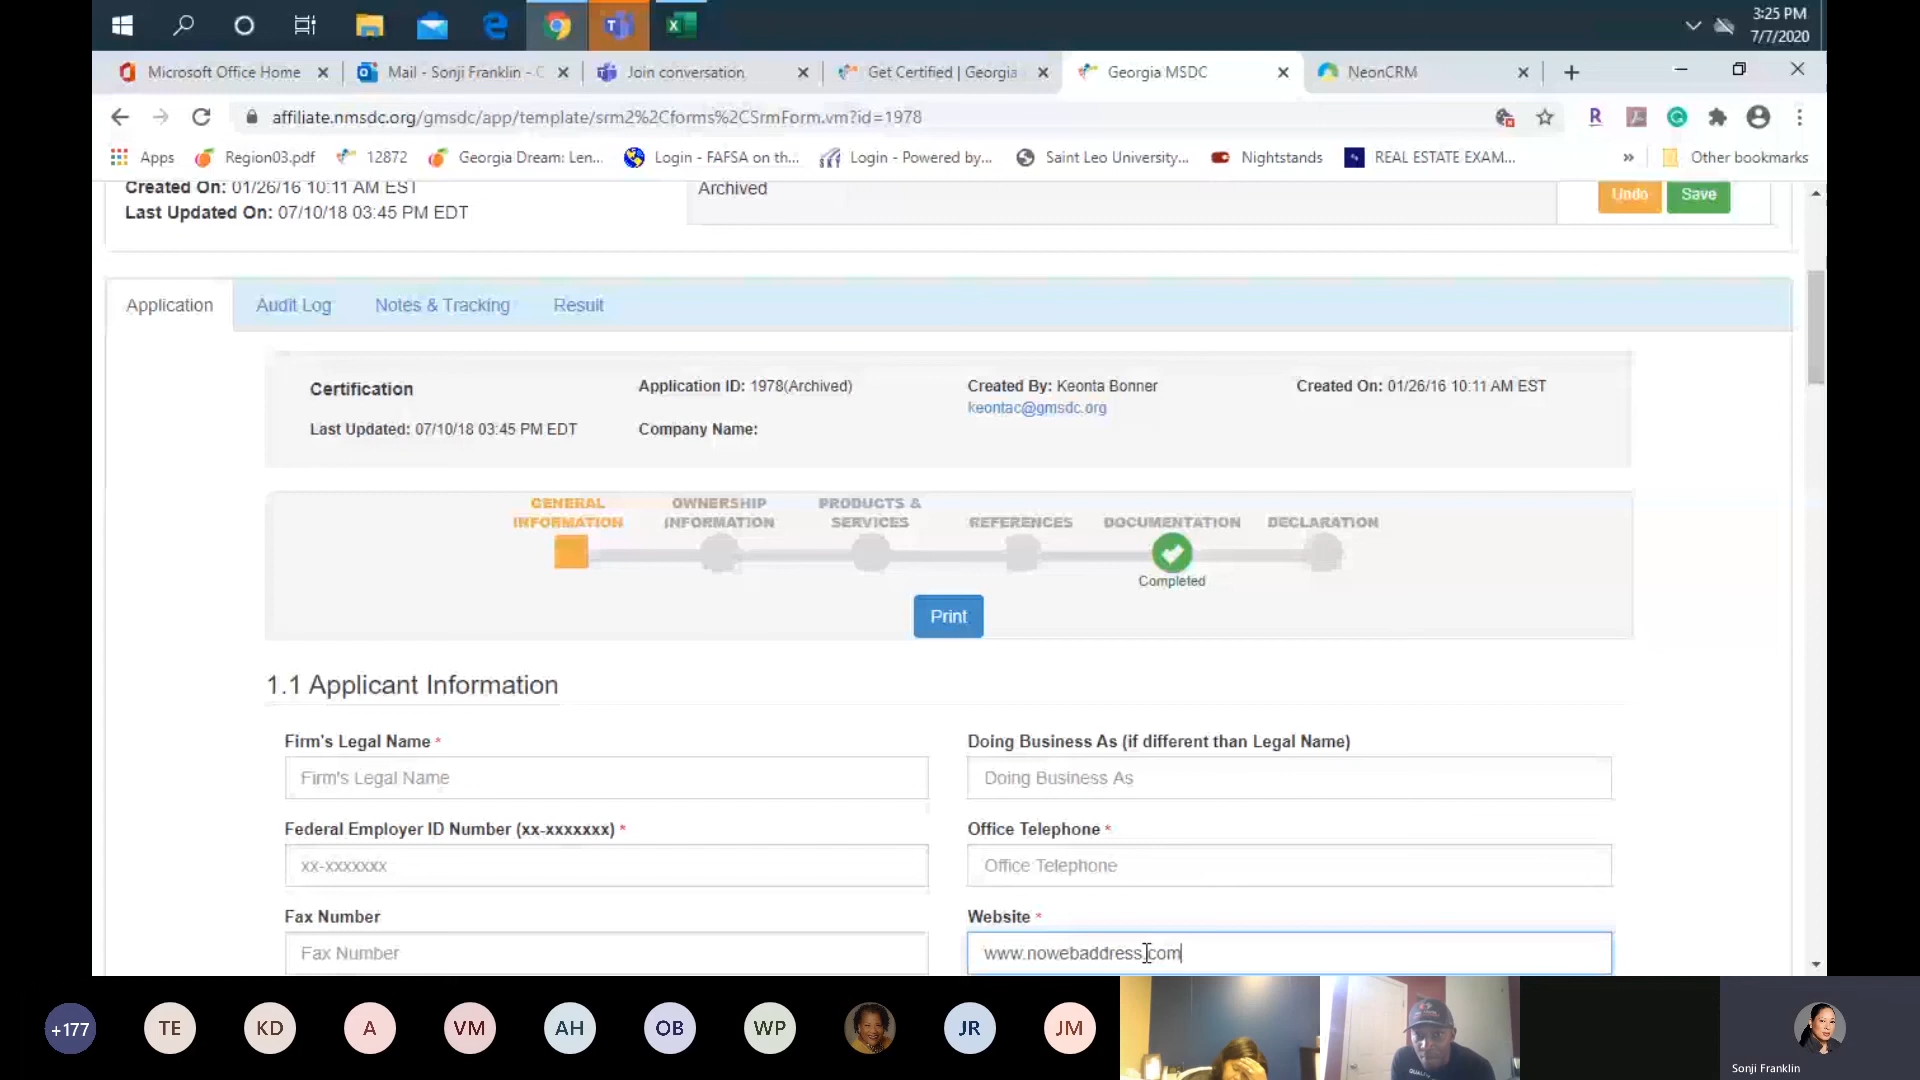 3:25 PM
7/7/2020
Microsoft Office Home
Mail - Sonji Franklin - C
Join conversation
Get Certified | Georgia
Georgia MSDC
NeonCRM
affiliate.nmsdc.org/gmsdc/app/template/srm2%2Cforms%2CSrmForm.vm?id=1978
Apps
Region03.pdf
12872
Georgia Dream: Len...
Login - FAFSA on th...
Login - Powered by...
Saint Leo University...
Nightstands
REAL ESTATE EXAM...
»
Other bookmarks
Created On: 01/26/16 10:11 AM EST
Last Updated On: 07/10/18 03:45 PM EDT
Archived
Undo
Save
Application
Audit Log
Notes & Tracking
Result
Certification
Application ID: 1978(Archived)
Created By: Keonta Bonner
keontac@gmsdc.org
Created On: 01/26/16 10:11 AM EST
Last Updated: 07/10/18 03:45 PM EDT
Company Name:
GENERAL
INFORMATION
OWNERSHIP
INFORMATION
PRODUCTS &
SERVICES
REFERENCES
DOCUMENTATION
DECLARATION
Completed
Print
1.1 Applicant Information
Firm's Legal Name *
Doing Business As (if different than Legal Name)
Firm's Legal Name
Doing Business As
Federal Employer ID Number (xx-xxxxxxx) *
Office Telephone *
xx-xxxxxxx
Office Telephone
Fax Number
Website *
Fax Number
www.nowebaddress.com
+177
TE
KD
A
VM
AH
OB
WP
JR
JM
Sonji Franklin